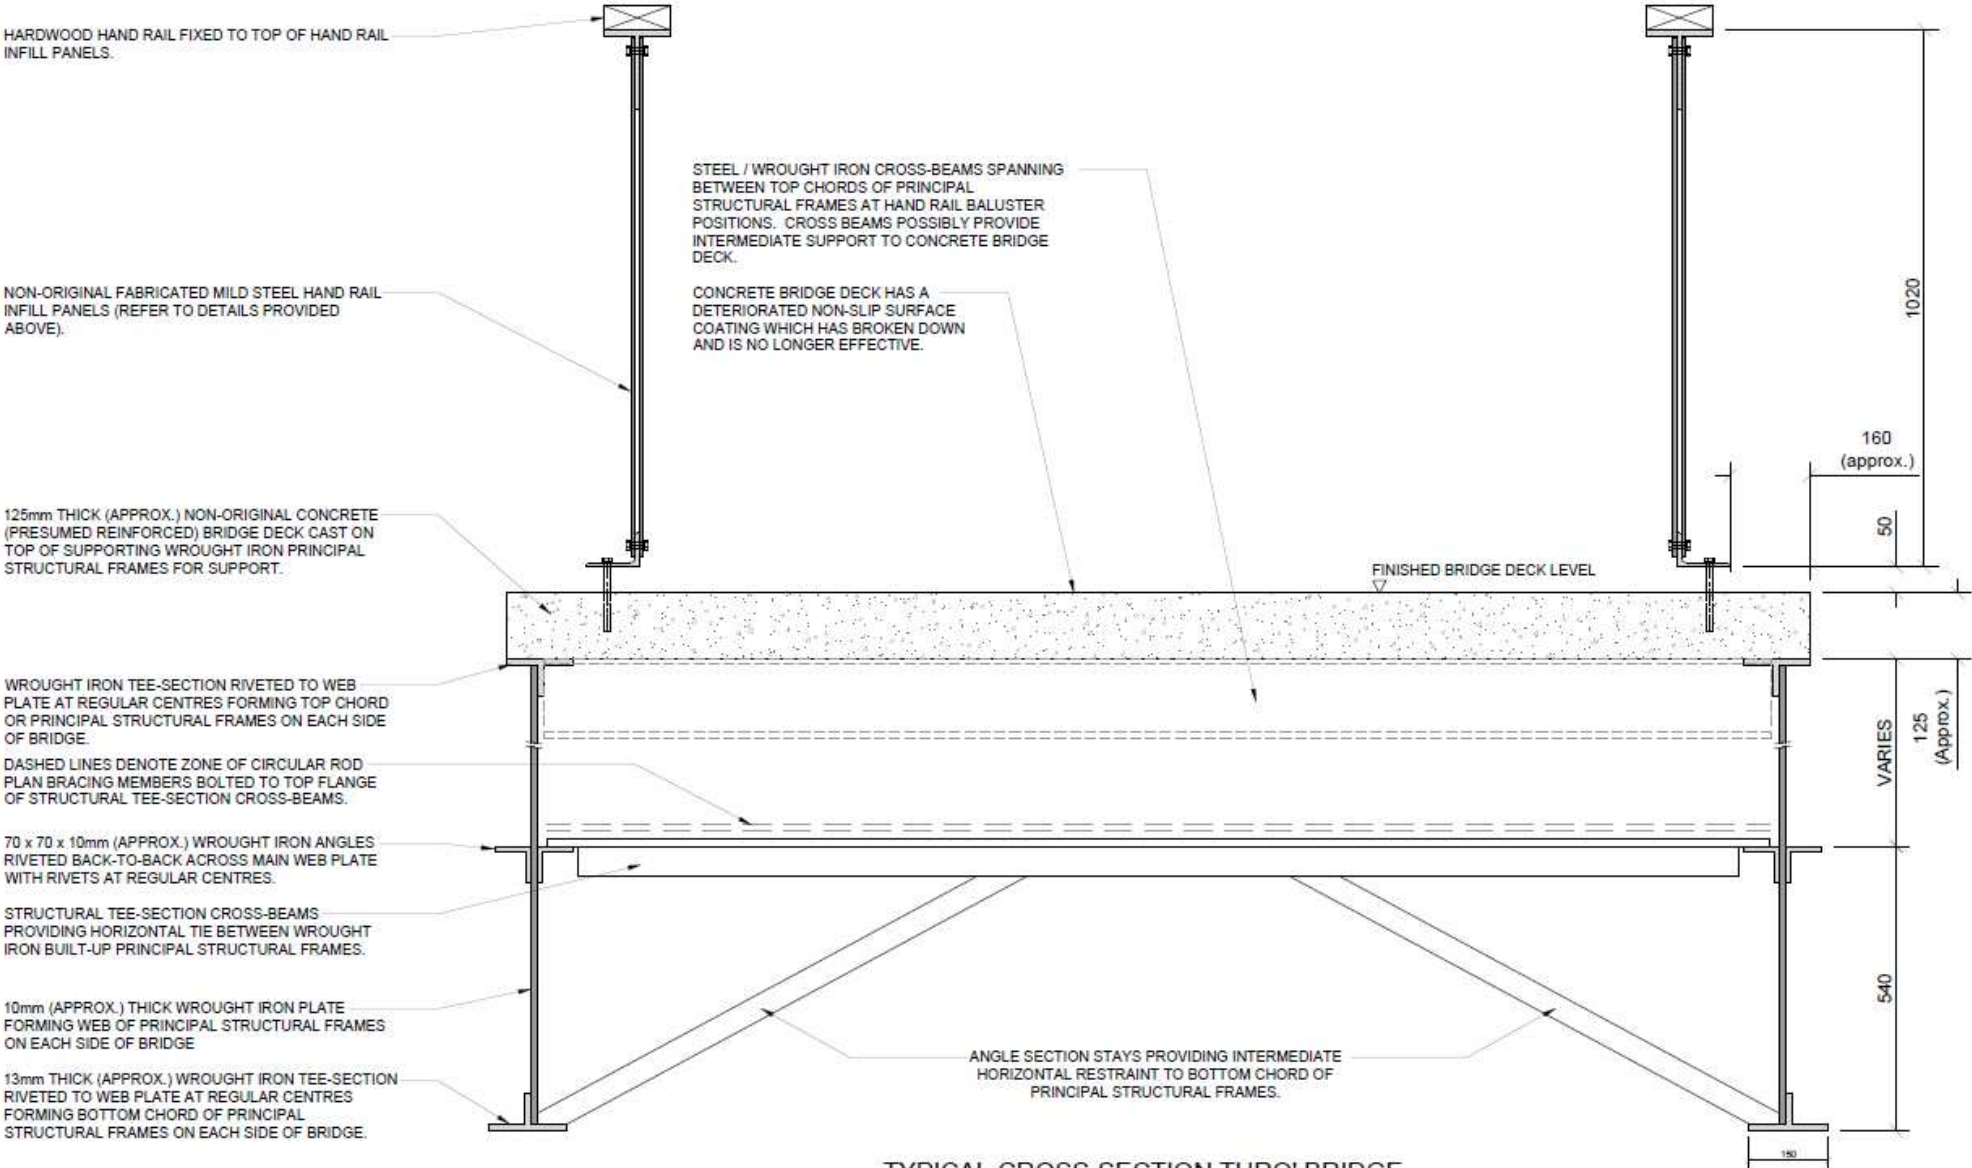 HARDWOOD HAND RAIL FIXED TO TOP OF HAND RAIL
INFILL PANELS.
STEEL / WROUGHT IRON CROSS-BEAMS SPANNING
BETWEEN TOP CHORDS OF PRINCIPAL
STRUCTURAL FRAMES AT HAND RAIL BALUSTER
POSITIONS. CROSS BEAMS POSSIBLY PROVIDE
INTERMEDIATE SUPPORT TO CONCRETE BRIDGE
DECK.
NON-ORIGINAL FABRICATED MILD STEEL HAND RAIL
INFILL PANELS (REFER TO DETAILS PROVIDED
ABOVE).
CONCRETE BRIDGE DECK HAS A
DETERIORATED NON-SLIP SURFACE
COATING WHICH HAS BROKEN DOWN
AND IS NO LONGER EFFECTIVE.
1020
160
(approx.)
50
125mm THICK (APPROX.) NON-ORIGINAL CONCRETE
(PRESUMED REINFORCED) BRIDGE DECK CAST ON
TOP OF SUPPORTING WROUGHT IRON PRINCIPAL
STRUCTURAL FRAMES FOR SUPPORT.
FINISHED BRIDGE DECK LEVEL
WROUGHT IRON TEE-SECTION RIVETED TO WEB
PLATE AT REGULAR CENTRES FORMING TOP CHORD
OR PRINCIPAL STRUCTURAL FRAMES ON EACH SIDE
OF BRIDGE.
VARIES
125
(Approx.)
DASHED LINES DENOTE ZONE OF CIRCULAR ROD
PLAN BRACING MEMBERS BOLTED TO TOP FLANGE
OF STRUCTURAL TEE-SECTION CROSS-BEAMS.
70 x 70 x 10mm (APPROX.) WROUGHT IRON ANGLES
RIVETED BACK-TO-BACK ACROSS MAIN WEB PLATE
WITH RIVETS AT REGULAR CENTRES.
STRUCTURAL TEE-SECTION CROSS-BEAMS
PROVIDING HORIZONTAL TIE BETWEEN WROUGHT
IRON BUILT-UP PRINCIPAL STRUCTURAL FRAMES.
540
10mm (APPROX.) THICK WROUGHT IRON PLATE
FORMING WEB OF PRINCIPAL STRUCTURAL FRAMES
ON EACH SIDE OF BRIDGE
ANGLE SECTION STAYS PROVIDING INTERMEDIATE
HORIZONTAL RESTRAINT TO BOTTOM CHORD OF
PRINCIPAL STRUCTURAL FRAMES.
13mm THICK (APPROX.) WROUGHT IRON TEE-SECTION
RIVETED TO WEB PLATE AT REGULAR CENTRES
FORMING BOTTOM CHORD OF PRINCIPAL
STRUCTURAL FRAMES ON EACH SIDE OF BRIDGE.
150
TYPICAL CROSS-SECTION THRO' BRIDGE